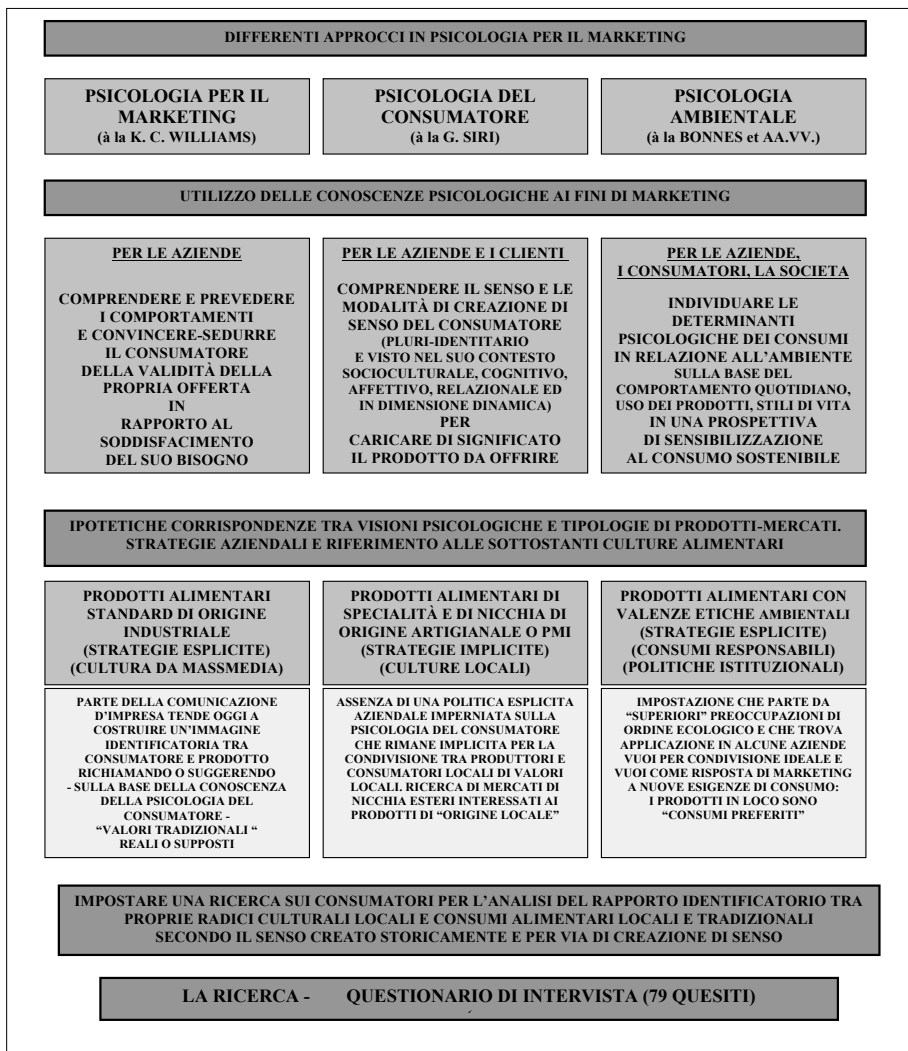 DIFFERENTI APPROCCI IN PSICOLOGIA PER IL MARKETING
PSICOLOGIA PER IL
MARKETING
(à la K. C. WILLIAMS)
PSICOLOGIA DEL
CONSUMATORE
(à la G. SIRI)
PSICOLOGIA
AMBIENTALE
(à la BONNES et AA.VV.)
UTILIZZO DELLE CONOSCENZE PSICOLOGICHE AI FINI DI MARKETING
PER LE AZIENDE
COMPRENDERE E PREVEDERE
I COMPORTAMENTI
E CONVINCERE-SEDURRE
IL CONSUMATORE
DELLA VALIDITÀ DELLA
PROPRIA OFFERTA
IN
RAPPORTO AL
SODDISFACIMENTO
DEL SUO BISOGNO
PER LE AZIENDE E I CLIENTI
COMPRENDERE IL SENSO E LE
MODALITÀ DI CREAZIONE DI
SENSO DEL CONSUMATORE
(PLURI-IDENTITARIO
E VISTO NEL SUO CONTESTO
SOCIOCULTURALE, COGNITIVO,
AFFETTIVO, RELAZIONALE ED
IN DIMENSIONE DINAMICA)
PER
CARICARE DI SIGNIFICATO
IL PRODOTTO DA OFFRIRE
PER LE AZIENDE,
I CONSUMATORI, LA SOCIETA
INDIVIDUARE LE
DETERMINANTI
PSICOLOGICHE DEI CONSUMI
IN RELAZIONE ALL'AMBIENTE
SULLA BASE DEL
COMPORTAMENTO QUOTIDIANO,
USO DEI PRODOTTI, STILI DI VITA
IN UNA PROSPETTIVA
DI SENSIBILIZZAZIONE
AL CONSUMO SOSTENIBILE
IPOTETICHE CORRISPONDENZE TRA VISIONI PSICOLOGICHE E TIPOLOGIE DI PRODOTTI-MERCATI.
STRATEGIE AZIENDALI E RIFERIMENTO ALLE SOTTOSTANTI CULTURE ALIMENTARI
PRODOTTI ALIMENTARI
STANDARD DI ORIGINE
INDUSTRIALE
(STRATEGIE ESPLICITE)
(CULTURA DA MASSMEDIA)
PRODOTTI ALIMENTARI DI
SPECIALITÀ E DI NICCHIA DI
ORIGINE ARTIGIANALE O PMI
(STRATEGIE IMPLICITE)
(CULTURE LOCALI)
PRODOTTI ALIMENTARI CON
VALENZE ETICHE AMBIENTALI
(STRATEGIE ESPLICITE)
(CONSUMI RESPONSABILI)
(POLITICHE ISTITUZIONALI)
PARTE DELLA COMUNICAZIONE
D'IMPRESA TENDE OGGI A
COSTRUIRE UN'IMMAGINE
IDENTIFICATORIA TRA
CONSUMATORE E PRODOTTO
RICHIAMANDO O SUGGERENDO
- SULLA BASE DELLA CONOSCENZA
DELLA PSICOLOGIA DEL
CONSUMATORE -
“VALORI TRADIZIONALI “
REALI O SUPPOSTI
ASSENZA DI UNA POLITICA ESPLICITA
AZIENDALE IMPERNIATA SULLA
PSICOLOGIA DEL CONSUMATORE
CHE RIMANE IMPLICITA PER LA
CONDIVISIONE TRA PRODUTTORI E
CONSUMATORI LOCALI DI VALORI
LOCALI. RICERCA DI MERCATI DI
NICCHIA ESTERI INTERESSATI AI
PRODOTTI DI “ORIGINE LOCALE”
IMPOSTAZIONE CHE PARTE DA
“SUPERIORI” PREOCCUPAZIONI DI
ORDINE ECOLOGICO E CHE TROVA
APPLICAZIONE IN ALCUNE AZIENDE
VUOI PER CONDIVISIONE IDEALE E
VUOI COME RISPOSTA DI MARKETING
A NUOVE ESIGENZE DI CONSUMO:
I PRODOTTI IN LOCO SONO
“CONSUMI PREFERITI”
IMPOSTARE UNA RICERCA SUI CONSUMATORI PER L'ANALISI DEL RAPPORTO IDENTIFICATORIO TRA
PROPRIE RADICI CULTURALI LOCALI E CONSUMI ALIMENTARI LOCALI E TRADIZIONALI
SECONDO IL SENSO CREATO STORICAMENTE E PER VIA DI CREAZIONE DI SENSO
LA RICERCA - QUESTIONARIO DI INTERVISTA (79 QUESITI)